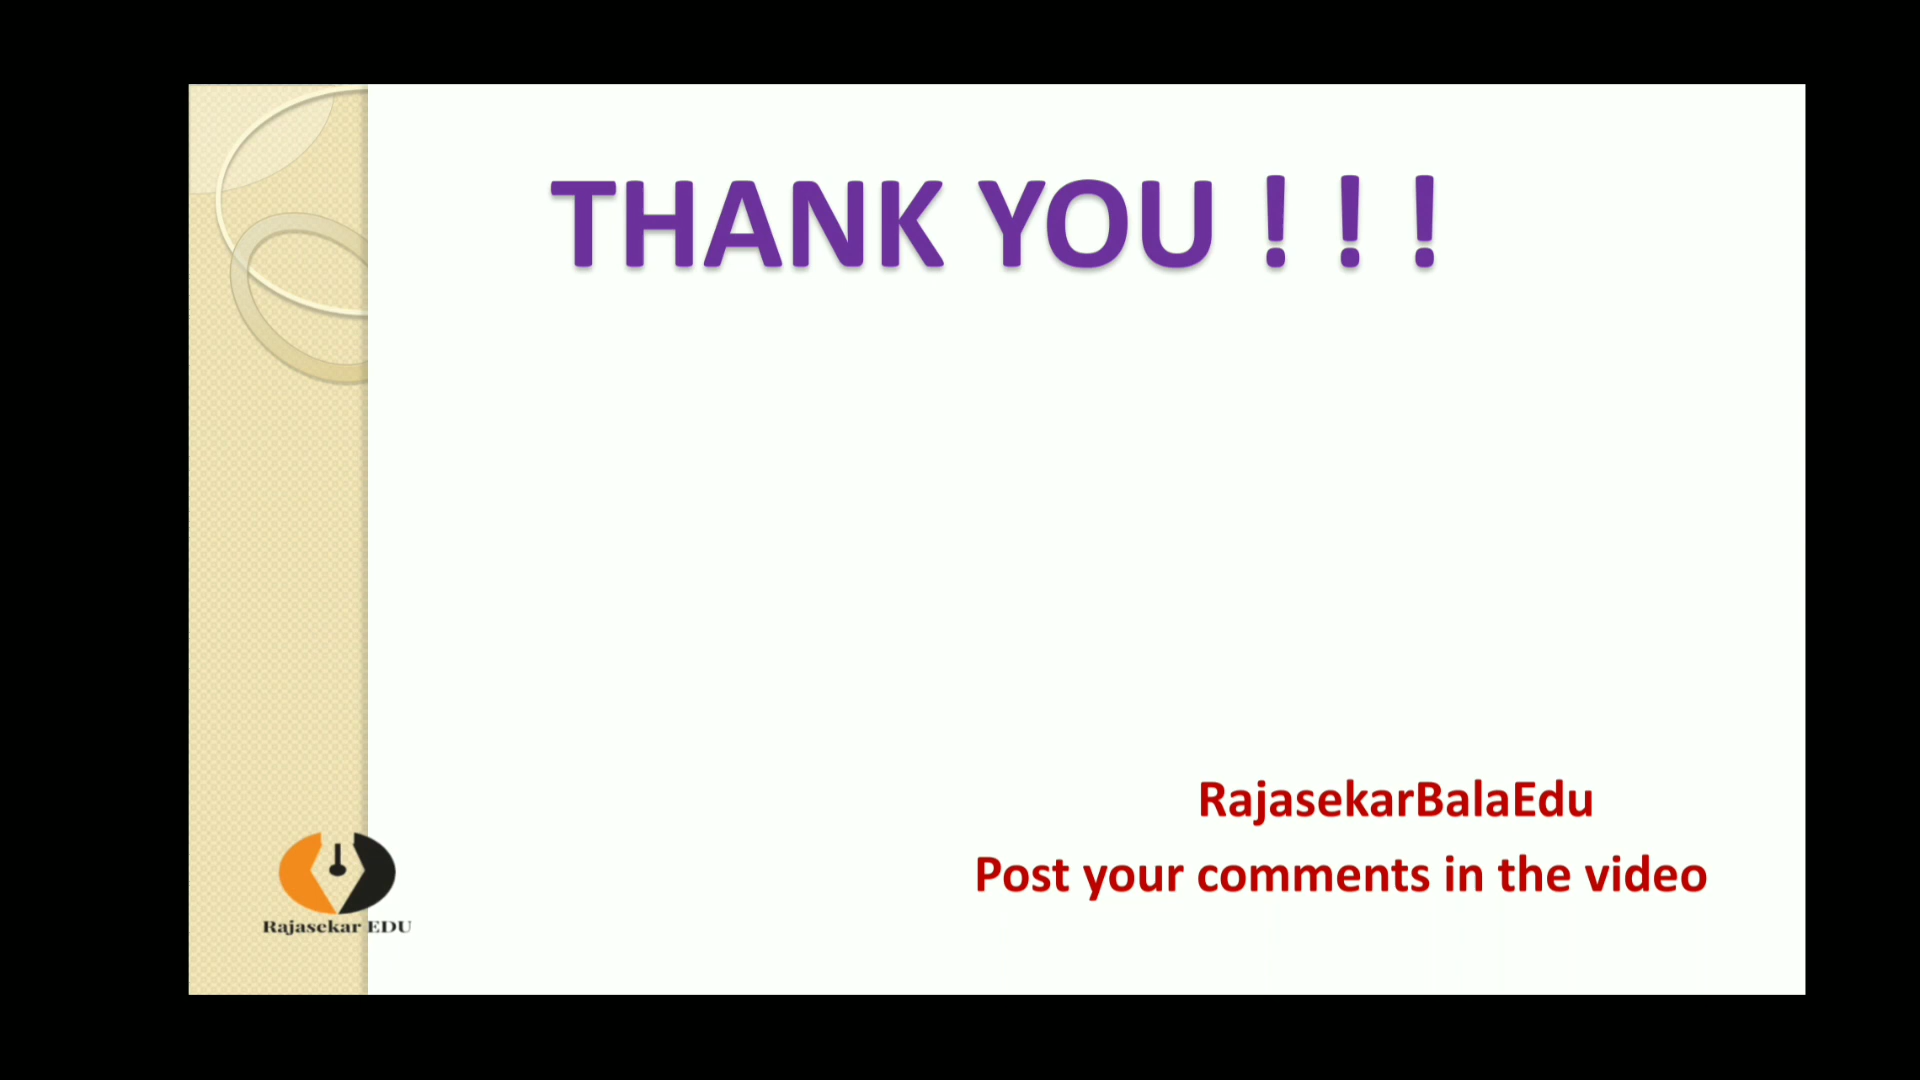 THANK YOU ! ! !
RajasekarBalaEdu
Post your comments in the video
Rajasekar EDU